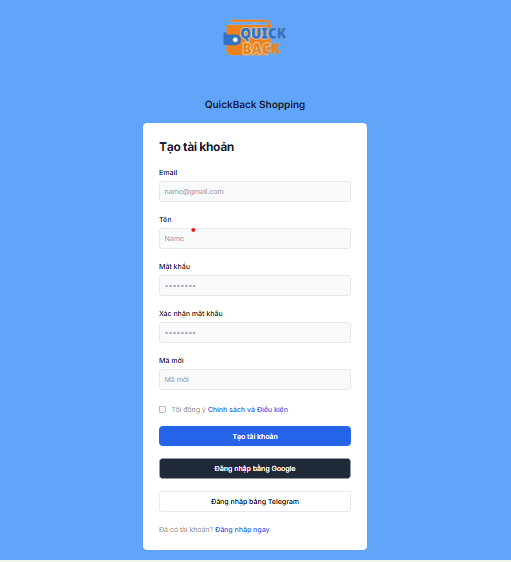 QUICK
BACK
QuickBack Shopping
Tạo tài khoản
Email
name@gmail.com
Tên
Name
Mật khẩu
••••••••
Xác nhận mật khẩu
••••••••
Mã mời
Mã mời
Tôi đồng ý Chính sách và Điều kiện
Tạo tài khoản
Đăng nhập bằng Google
Đăng nhập bằng Telegram
Đã có tài khoản? Đăng nhập ngay